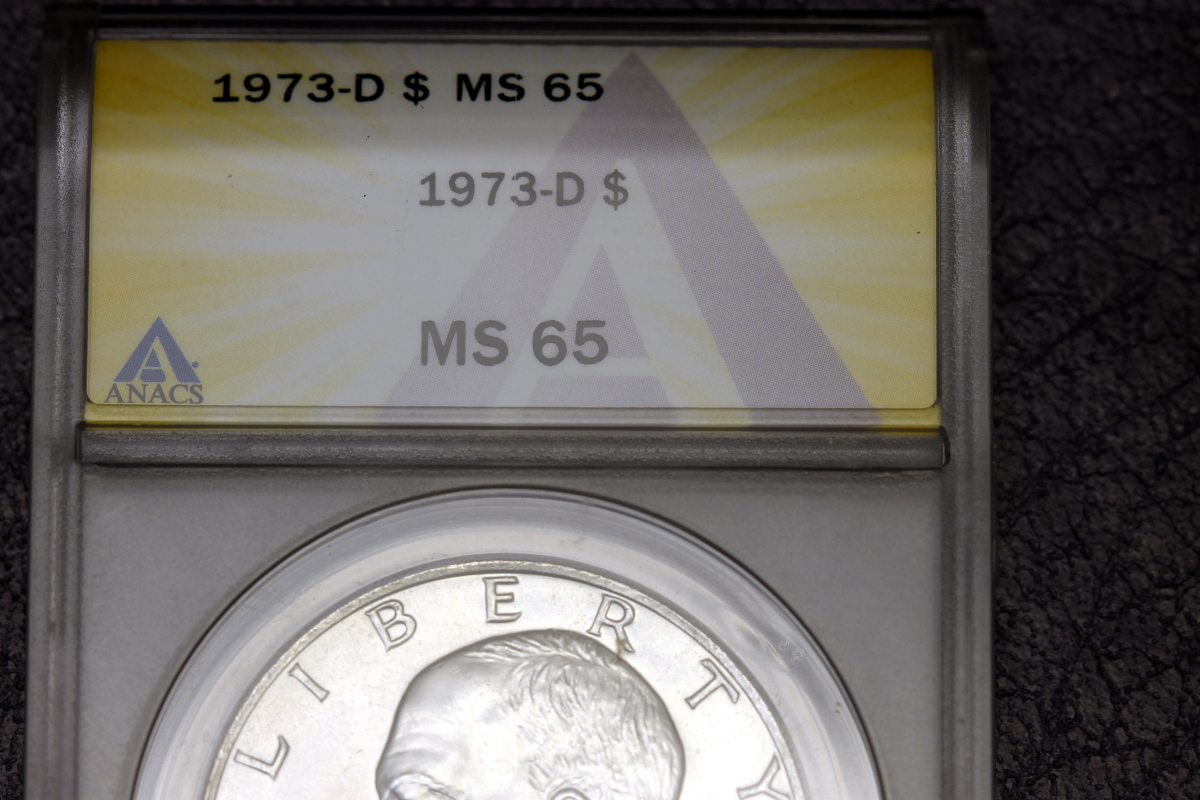 1973-D $ MS 65
1973-D $
MS 65
ANACS
LIBERTY